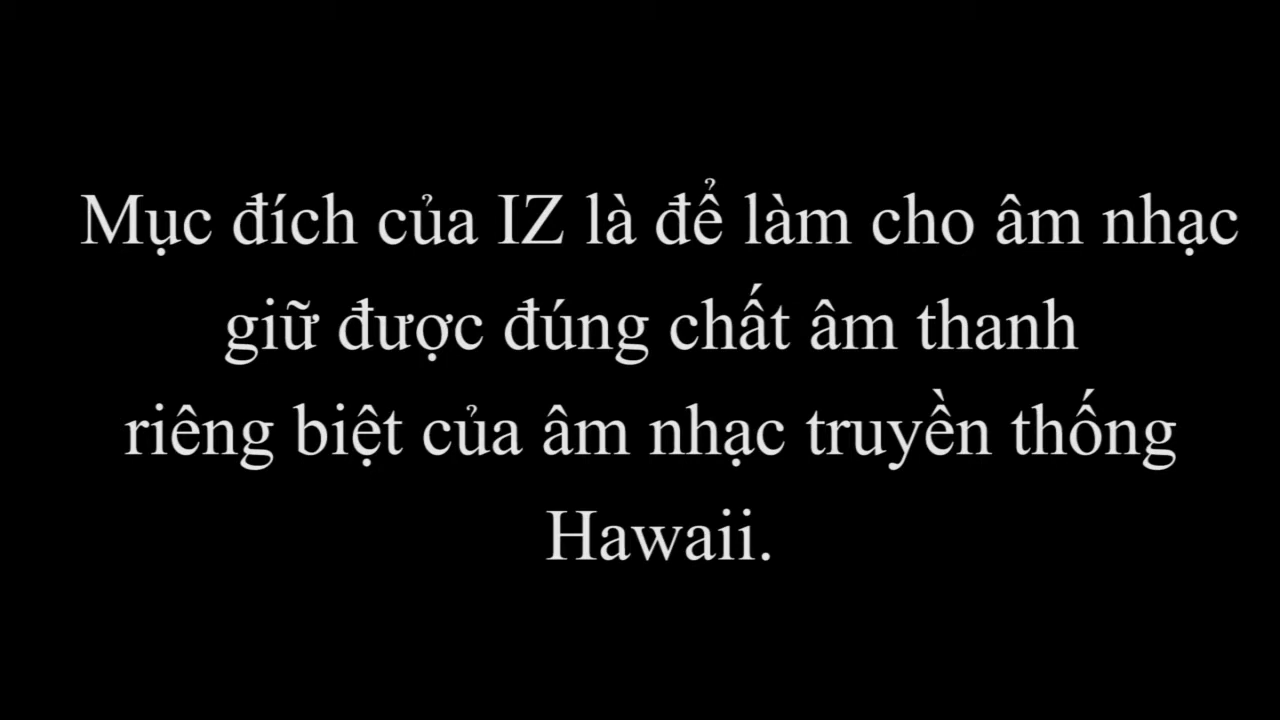 Mục đích của IZ là để làm cho âm nhạc
giữ được đúng chất âm thanh
riêng biệt của âm nhạc truyền thống
Hawaii.